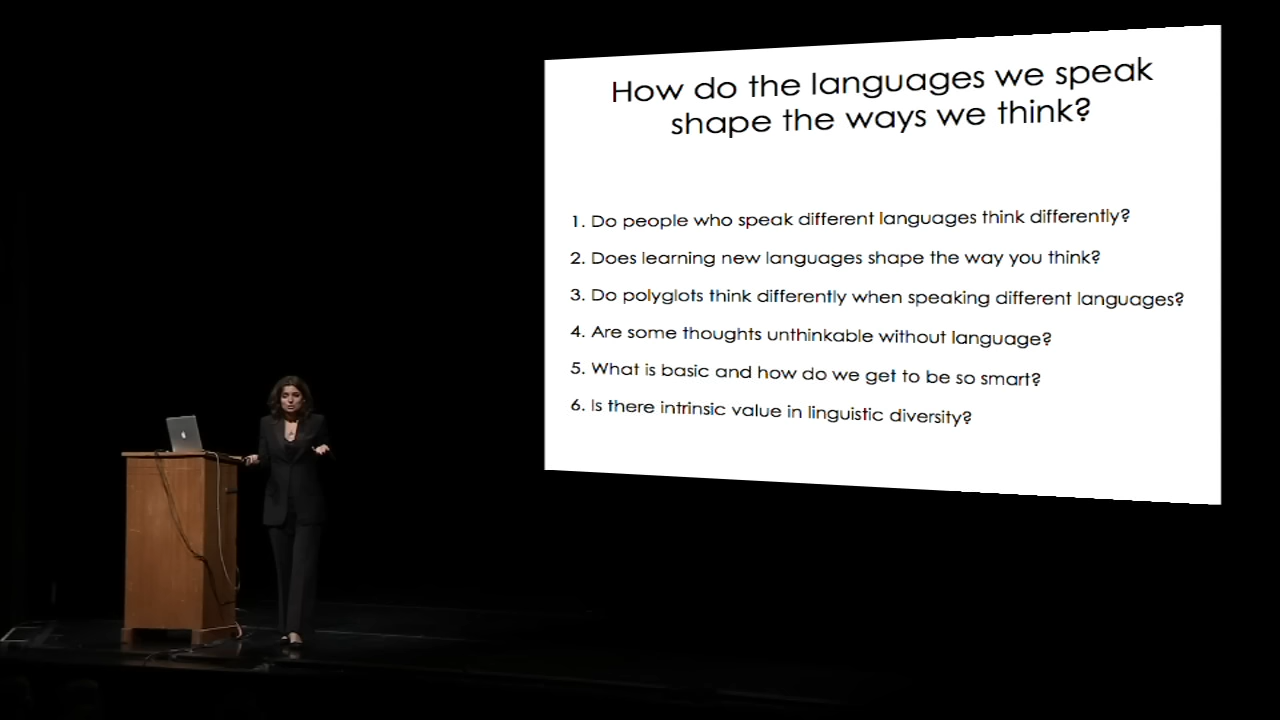 How do the languages we speak
shape the ways we think?
1. Do people who speak different languages think differently?
2. Does learning new languages shape the way you think?
3. Do polyglots think differently when speaking different languages?
4. Are some thoughts unthinkable without language?
5. What is basic and how do we get to be so smart?
6. Is there intrinsic value in linguistic diversity?